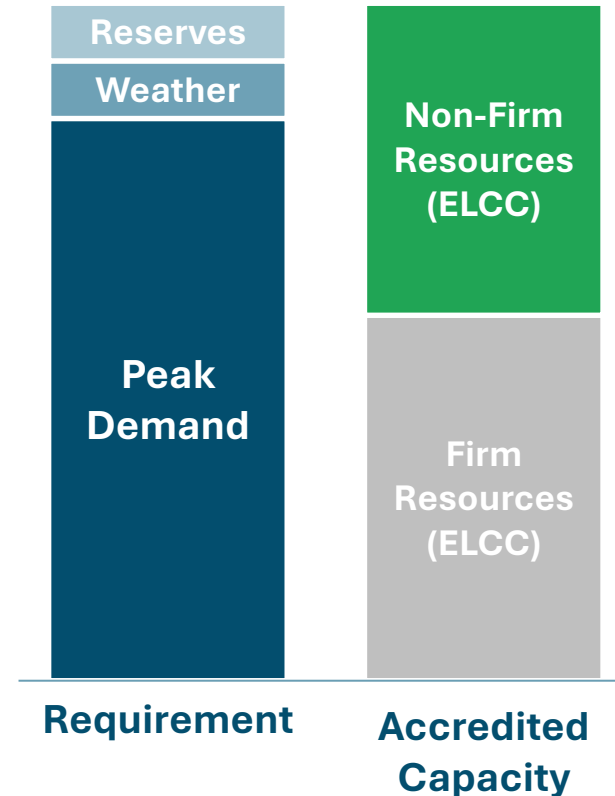 Reserves
Weather
Peak
Demand
Non-Firm
Resources
(ELCC)
Firm
Resources
(ELCC)
Requirement
Accredited
Capacity